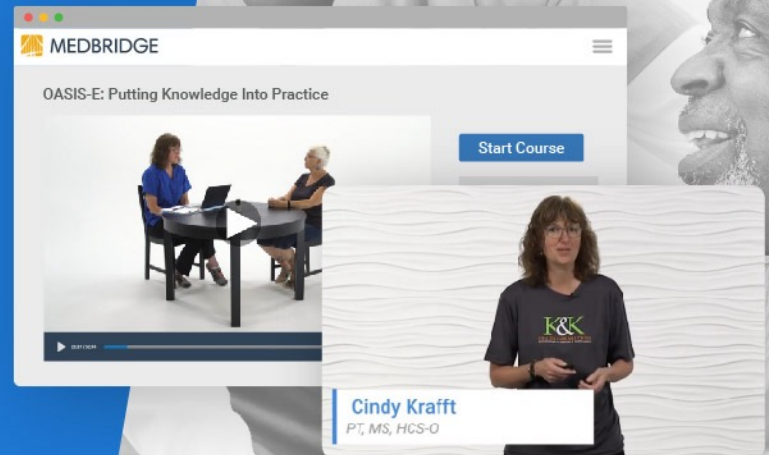 MEDBRIDGE
OASIS-E: Putting Knowledge Into Practice
Start Course
K&K
Cindy Krafft
PT, MS, HCS-O